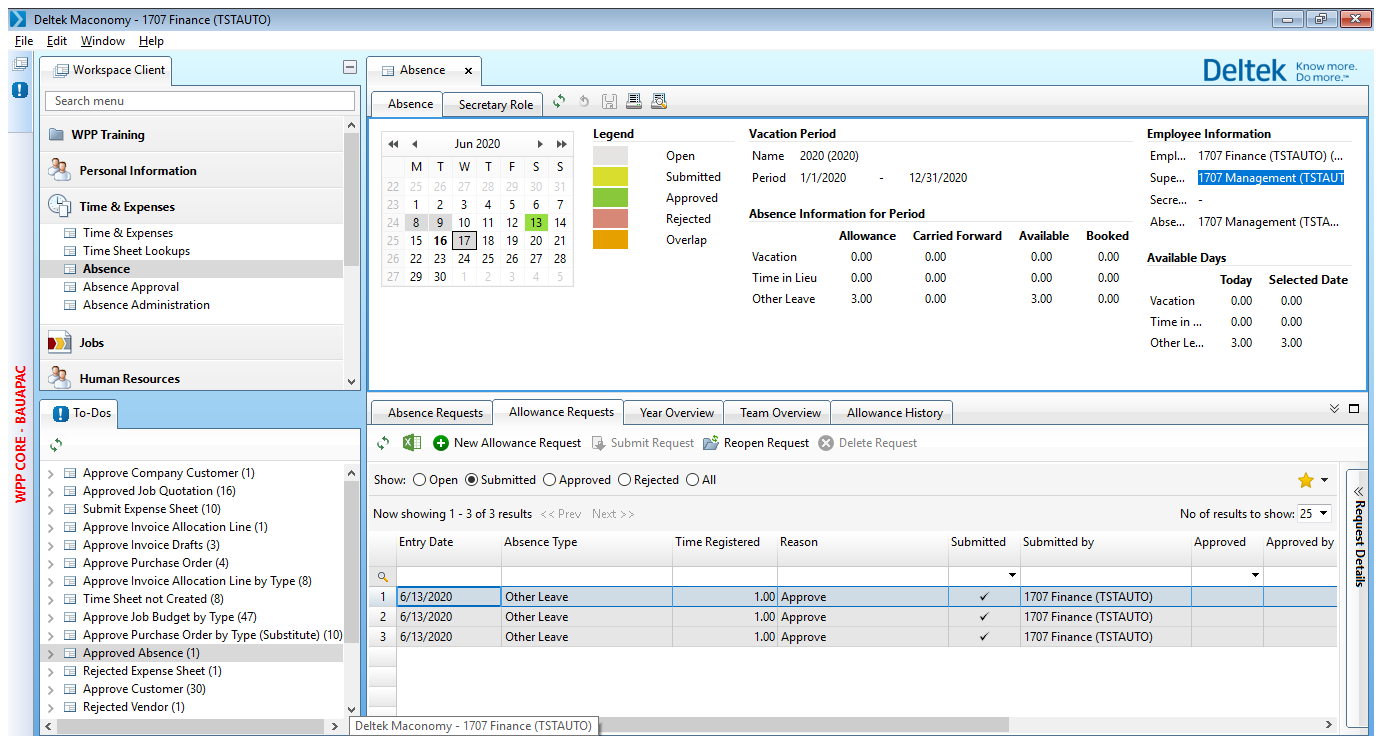 Deltek Maconomy - 1707 Finance (TSTAUTO)
File Edit Window Help
Workspace Client
Search menu
WPP Training
Personal Information
Time & Expenses
Time & Expenses
Time Sheet Lookups
Absence
Absence Approval
Absence Administration
Jobs
Human Resources
WPP CORE - BAUAPAC
To-Dos
Approve Company Customer (1)
Approved Job Quotation (16)
Submit Expense Sheet (10)
Approve Invoice Allocation Line (1)
Approve Invoice Drafts (3)
Approve Purchase Order (4)
Approve Invoice Allocation Line by Type (8)
Time Sheet not Created (8)
Approve Job Budget by Type (47)
Approve Purchase Order by Type (Substitute) (10)
Approved Absence (1)
Rejected Expense Sheet (1)
Approve Customer (30)
Rejected Vendor (1)
Deltek Maconomy - 1707 Finance (TSTAUTO)
Absence x
Deltek Know more. Do more.™
Absence Secretary Role
Jun 2020
M T W T F S S
22 25 26 27 28 29 30 31
23 1 2 3 4 5 6 7
24 8 9 10 11 12 13 14
25 15 16 17 18 19 20 21
26 22 23 24 25 26 27 28
27 29 30 1 2 3 4 5
Legend
Open
Submitted
Approved
Rejected
Overlap
Vacation Period
Name 2020 (2020)
Period 1/1/2020 - 12/31/2020
Absence Information for Period
Allowance Carried Forward Available Booked
Vacation 0.00 0.00 0.00 0.00
Time in Lieu 0.00 0.00 0.00 0.00
Other Leave 3.00 0.00 3.00 0.00
Employee Information
Empl... 1707 Finance (TSTAUTO) (...
Supe... 1707 Management (TSTAUT
Secre... -
Abse... 1707 Management (TSTA...
Available Days
Today Selected Date
Vacation 0.00 0.00
Time in ... 0.00 0.00
Other Le... 3.00 3.00
Absence Requests Allowance Requests Year Overview Team Overview Allowance History
New Allowance Request Submit Request Reopen Request Delete Request
Show: Open Submitted Approved Rejected All
Now showing 1 - 3 of 3 results << Prev Next >> No of results to show: 25
Entry Date Absence Type Time Registered Reason Submitted Submitted by Approved Approved by
1 6/13/2020 Other Leave 1.00 Approve ✓ 1707 Finance (TSTAUTO)
2 6/13/2020 Other Leave 1.00 Approve ✓ 1707 Finance (TSTAUTO)
3 6/13/2020 Other Leave 1.00 Approve ✓ 1707 Finance (TSTAUTO)
Request Details